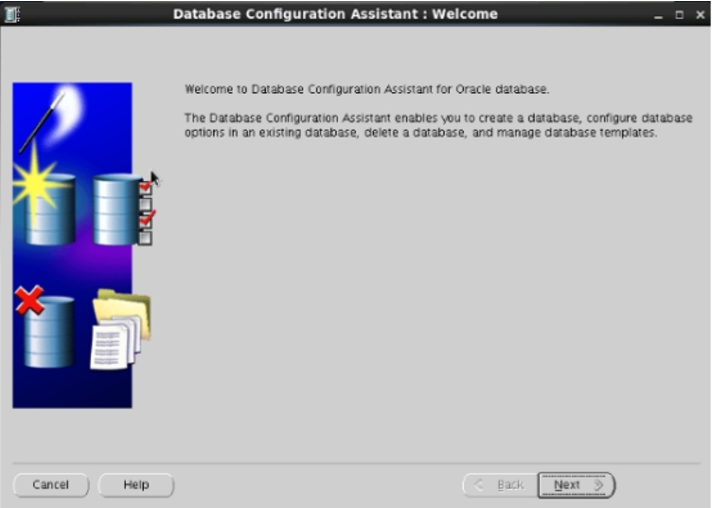 Database Configuration Assistant : Welcome
Welcome to Database Configuration Assistant for Oracle database.
The Database Configuration Assistant enables you to create a database, configure database
options in an existing database, delete a database, and manage database templates.
Cancel
Help
Back
Next